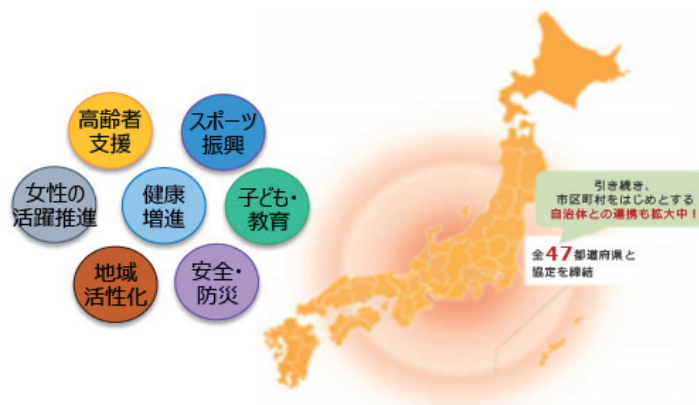 高齢者
支援
スポーツ
振興
女性の
活躍推進
健康
増進
子ども・
教育
地域
活性化
安全・
防災
引き続き、
市区町村をはじめとする
自治体との連携も拡大中！
全47都道府県と
協定を締結